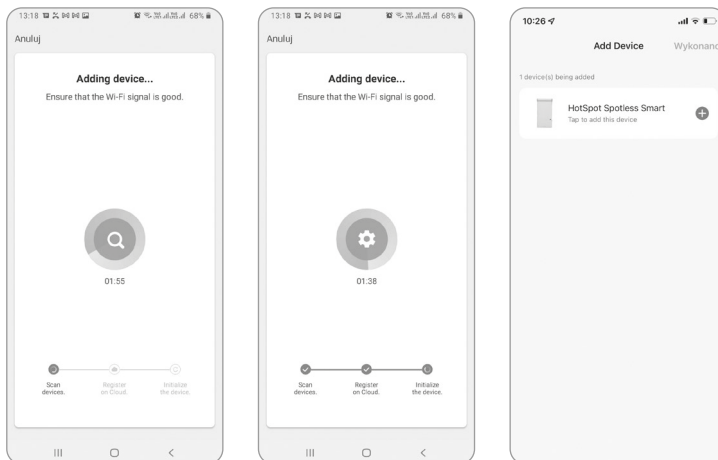 13:18
68%
Anuluj
Adding device...
Ensure that the Wi-Fi signal is good.
01:55
Scan
devices.
Register
on Cloud.
Initialize
the device.
13:18
68%
Anuluj
Adding device...
Ensure that the Wi-Fi signal is good.
01:38
Scan
devices.
Register
on Cloud.
Initialize
the device.
10:26
Add Device
Wykonano
1 device(s) being added
HotSpot Spotless Smart
Tap to add this device